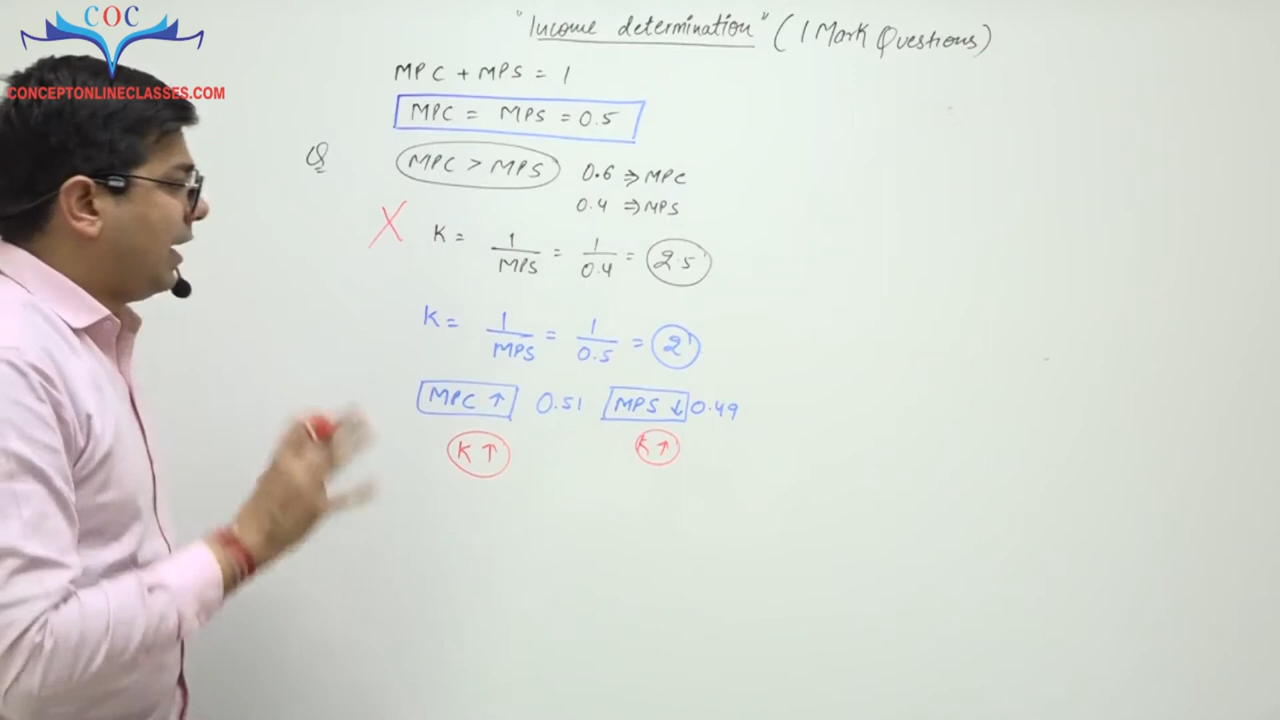 COC
CONCEPTONLINECLASSES.COM
"Income determination" (1 Mark Questions)
MPC + MPS = 1
MPC = MPS = 0.5
Q MPC > MPS 0.6 ⇒ MPC
0.4 ⇒ MPS
X K = 1/MPS = 1/0.4 = 2.5
K = 1/MPS = 1/0.5 = 2
MPC ↑ 0.51 MPS ↓ 0.49
K ↑ K ↑